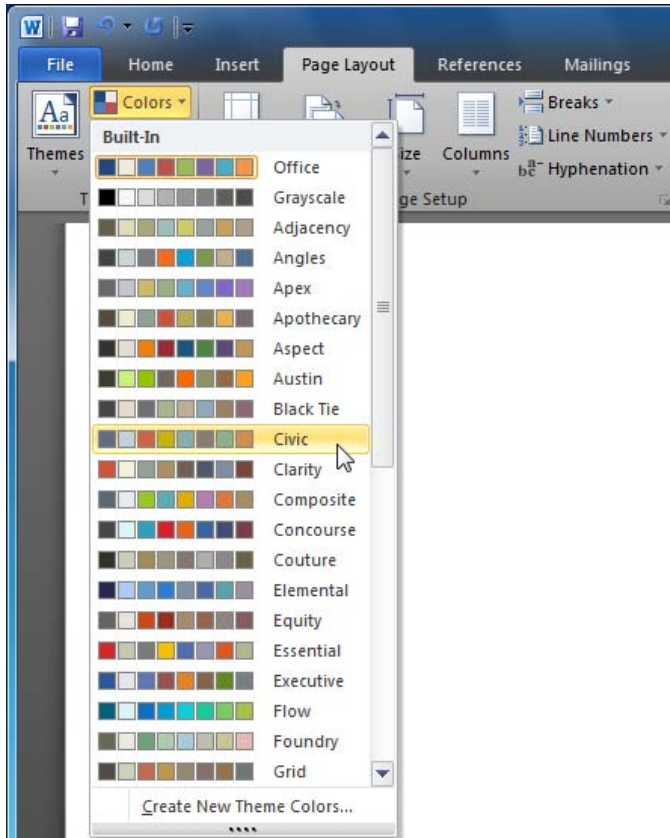 W
File Home Insert Page Layout References Mailings
Aa
Colors
Breaks
Line Numbers
Themes
ize
Columns
Hyphenation
T
ge Setup
Built-In
Office
Grayscale
Adjacency
Angles
Apex
Apothecary
Aspect
Austin
Black Tie
Civic
Clarity
Composite
Concourse
Couture
Elemental
Equity
Essential
Executive
Flow
Foundry
Grid
Create New Theme Colors...